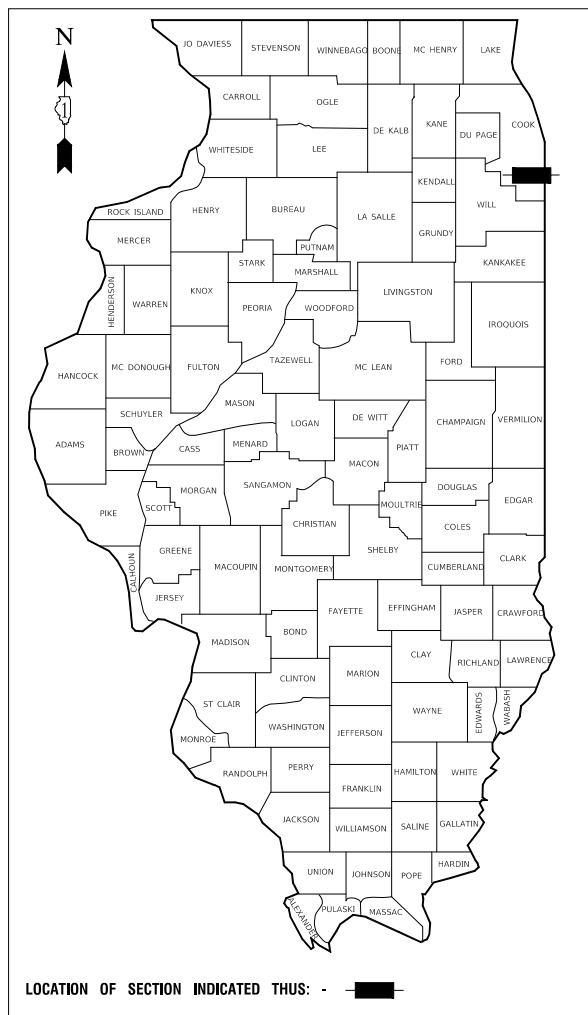 N
1
JO DAVIESS STEVENSON WINNEBAGO BOONE MC HENRY LAKE
CARROLL OGLE DE KALB KANE COOK
DU PAGE
WHITESIDE LEE
KENDALL
WILL
ROCK ISLAND HENRY BUREAU LA SALLE
GRUNDY
MERCER PUTNAM
STARK MARSHALL KANKAKEE
HENDERSON WARREN KNOX PEORIA WOODFORD LIVINGSTON
IROQUOIS
TAZEWELL MC LEAN FORD
HANCOCK MC DONOUGH FULTON
MASON
SCHUYLER LOGAN DE WITT CHAMPAIGN VERMILION
ADAMS BROWN CASS MENARD PIATT
MACON
MORGAN SANGAMON DOUGLAS
PIKE SCOTT CHRISTIAN MOULTRIE EDGAR
COLES
GREENE SHELBY
CALHOUN MACOUPIN MONTGOMERY CUMBERLAND CLARK
JERSEY
FAYETTE EFFINGHAM JASPER CRAWFORD
BOND
MADISON CLAY
CLINTON MARION RICHLAND LAWRENCE
ST CLAIR WAYNE EDWARDS WABASH
WASHINGTON JEFFERSON
MONROE
RANDOLPH PERRY HAMILTON WHITE
FRANKLIN
JACKSON WILLIAMSON SALINE GALLATIN
UNION JOHNSON POPE HARDIN
ALEXANDER PULASKI MASSAC
LOCATION OF SECTION INDICATED THUS: -